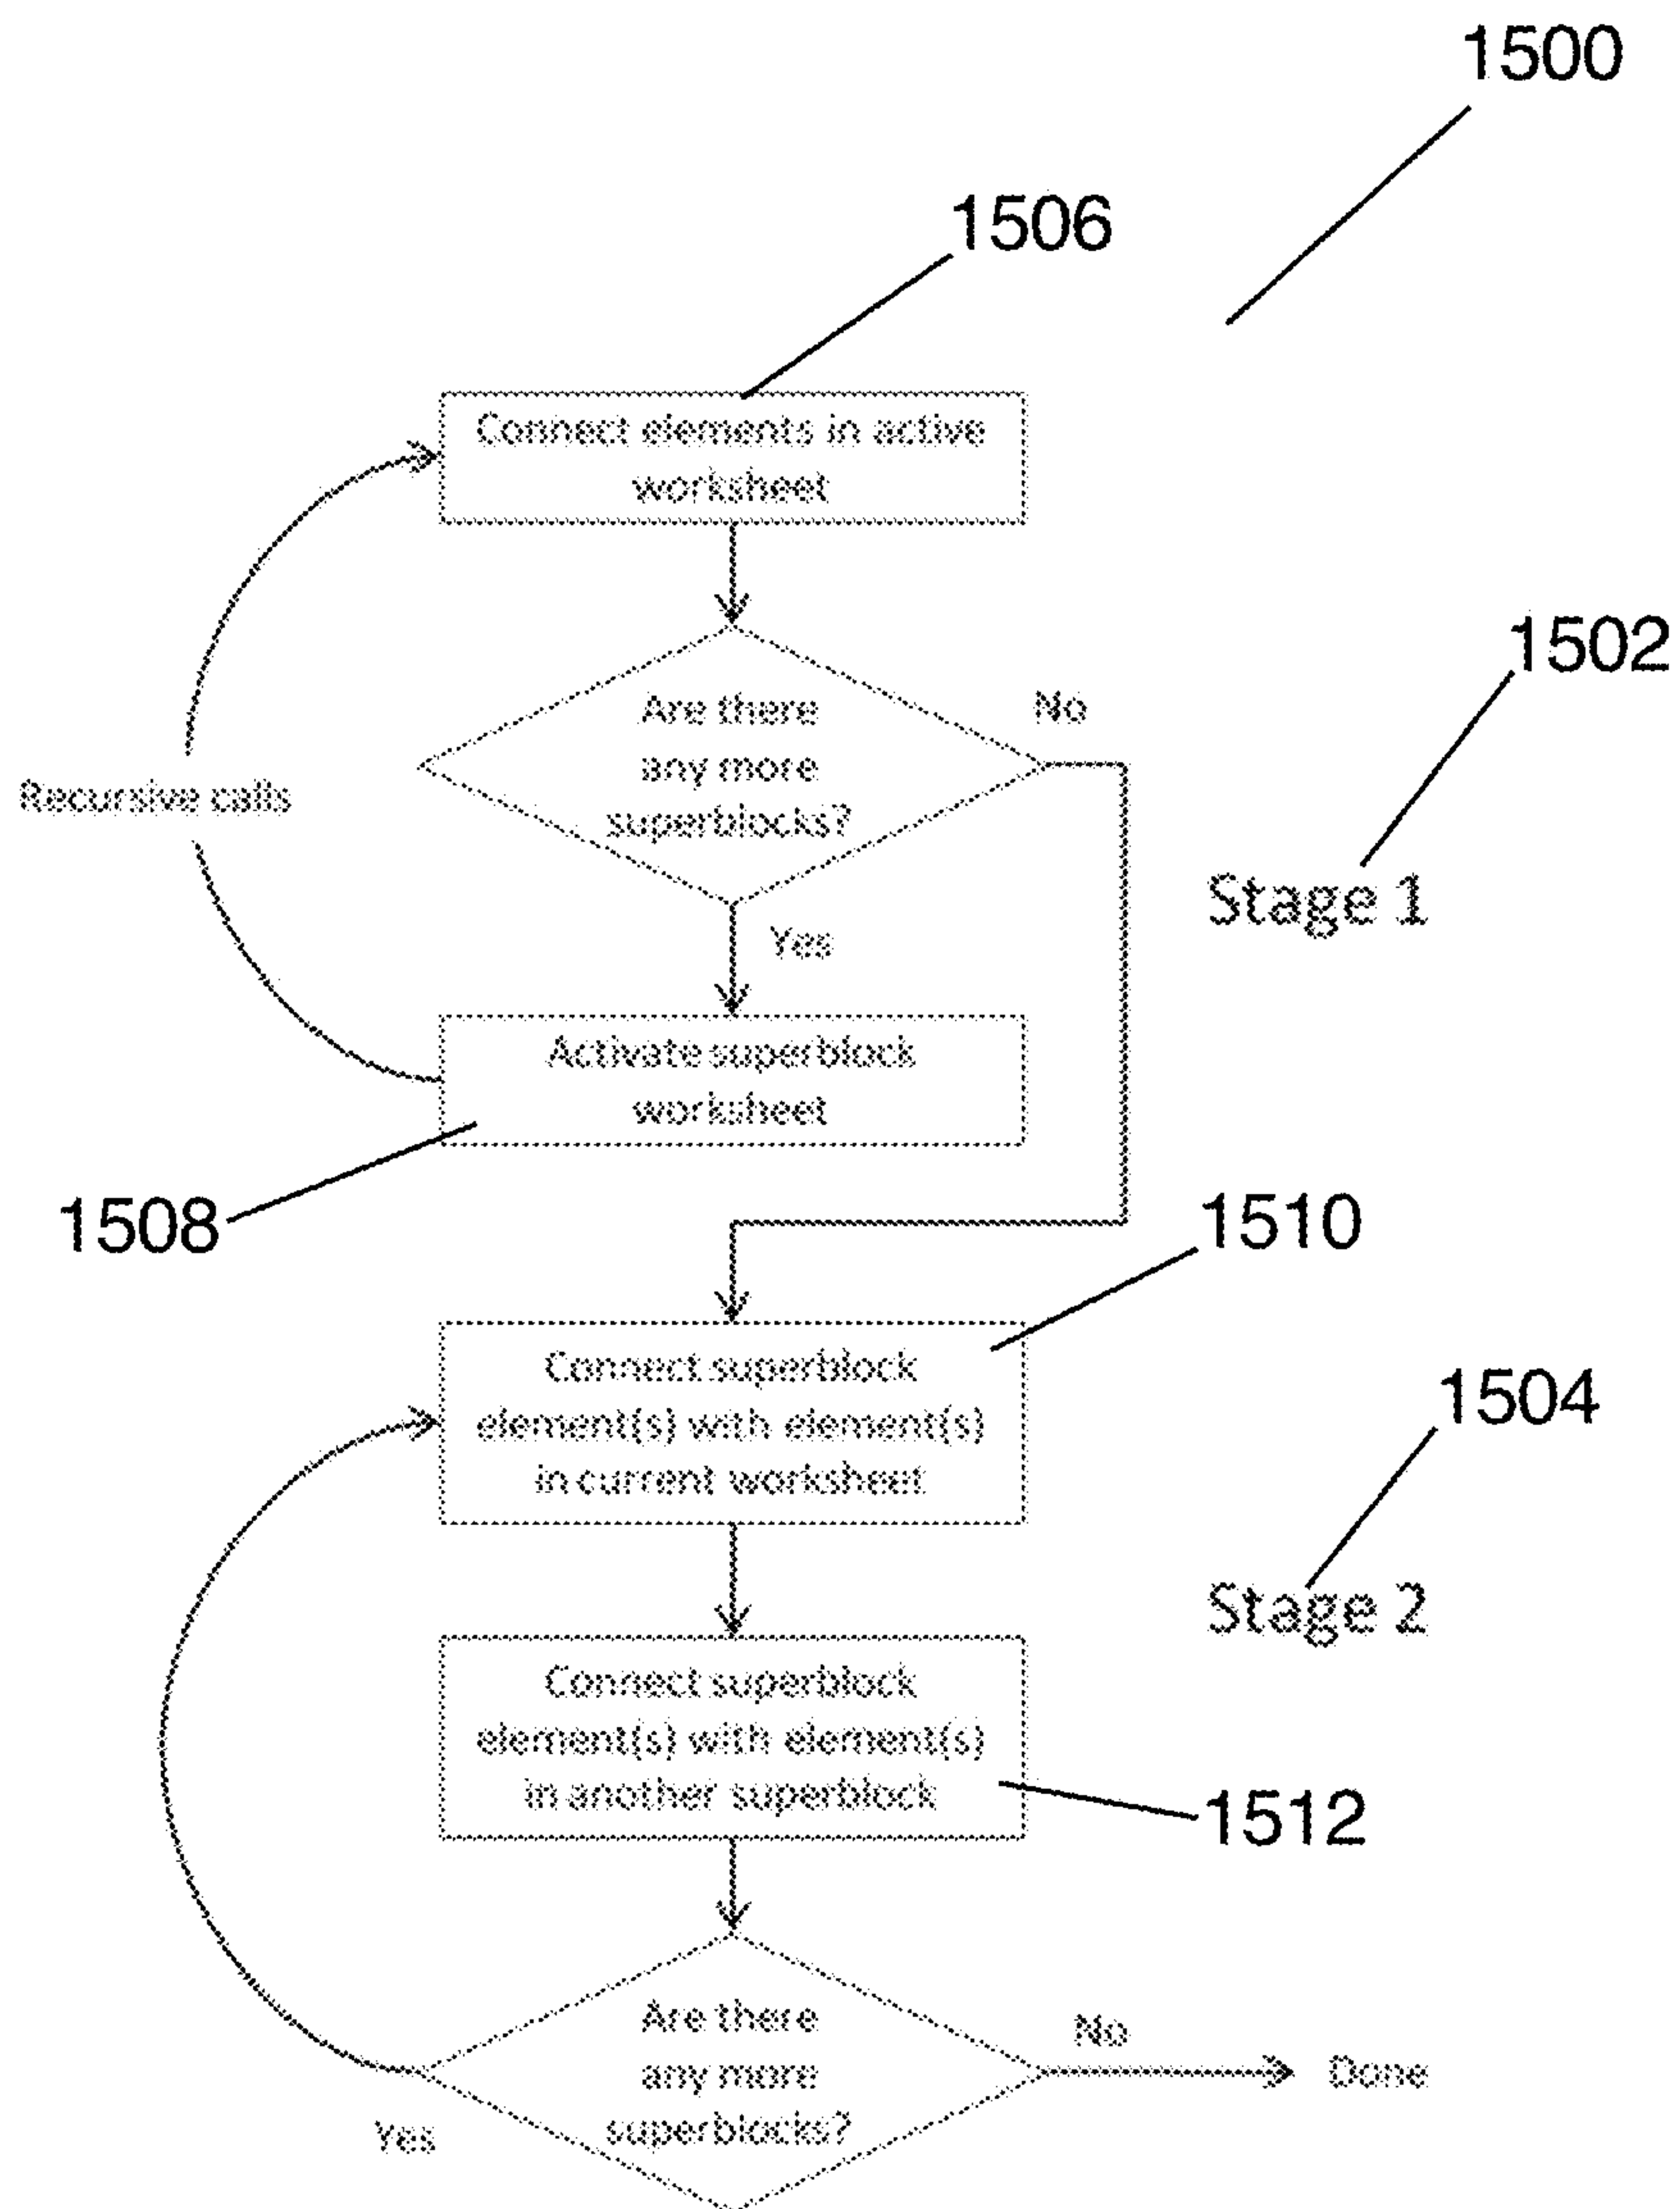 1500
1506
Connect elements in active
worksheet
1502
Are there
any more
superblocks?
No
Recursive calls
Stage 1
Yes
Activate superblock
worksheet
1508
1510
Connect superblock
element(s) with element(s)
in current worksheet
1504
Stage 2
Connect superblock
element(s) with element(s)
in another superblock
1512
Are there
any more
superblocks?
No
Done
Yes